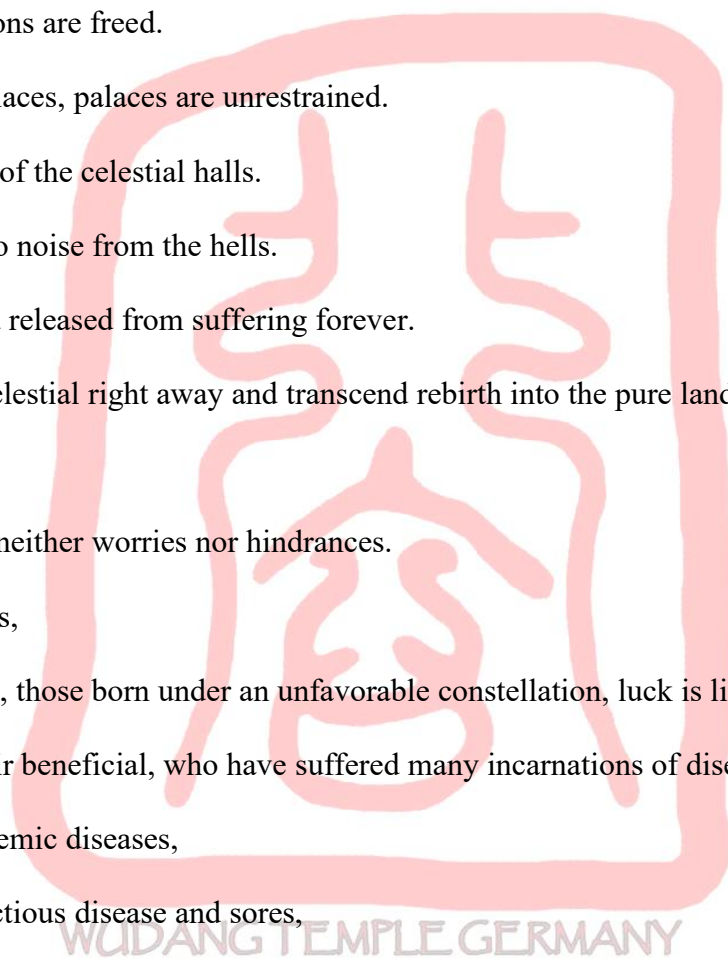 ons are freed.
laces, palaces are unrestrained.
of the celestial halls.
o noise from the hells.
released from suffering forever.
elestial right away and transcend rebirth into the pure land
neither worries nor hindrances.
s,
, those born under an unfavorable constellation, luck is li
ir beneficial, who have suffered many incarnations of dise
emic diseases,
ctious disease and sores,
WUDANG TEMPLE GERMANY